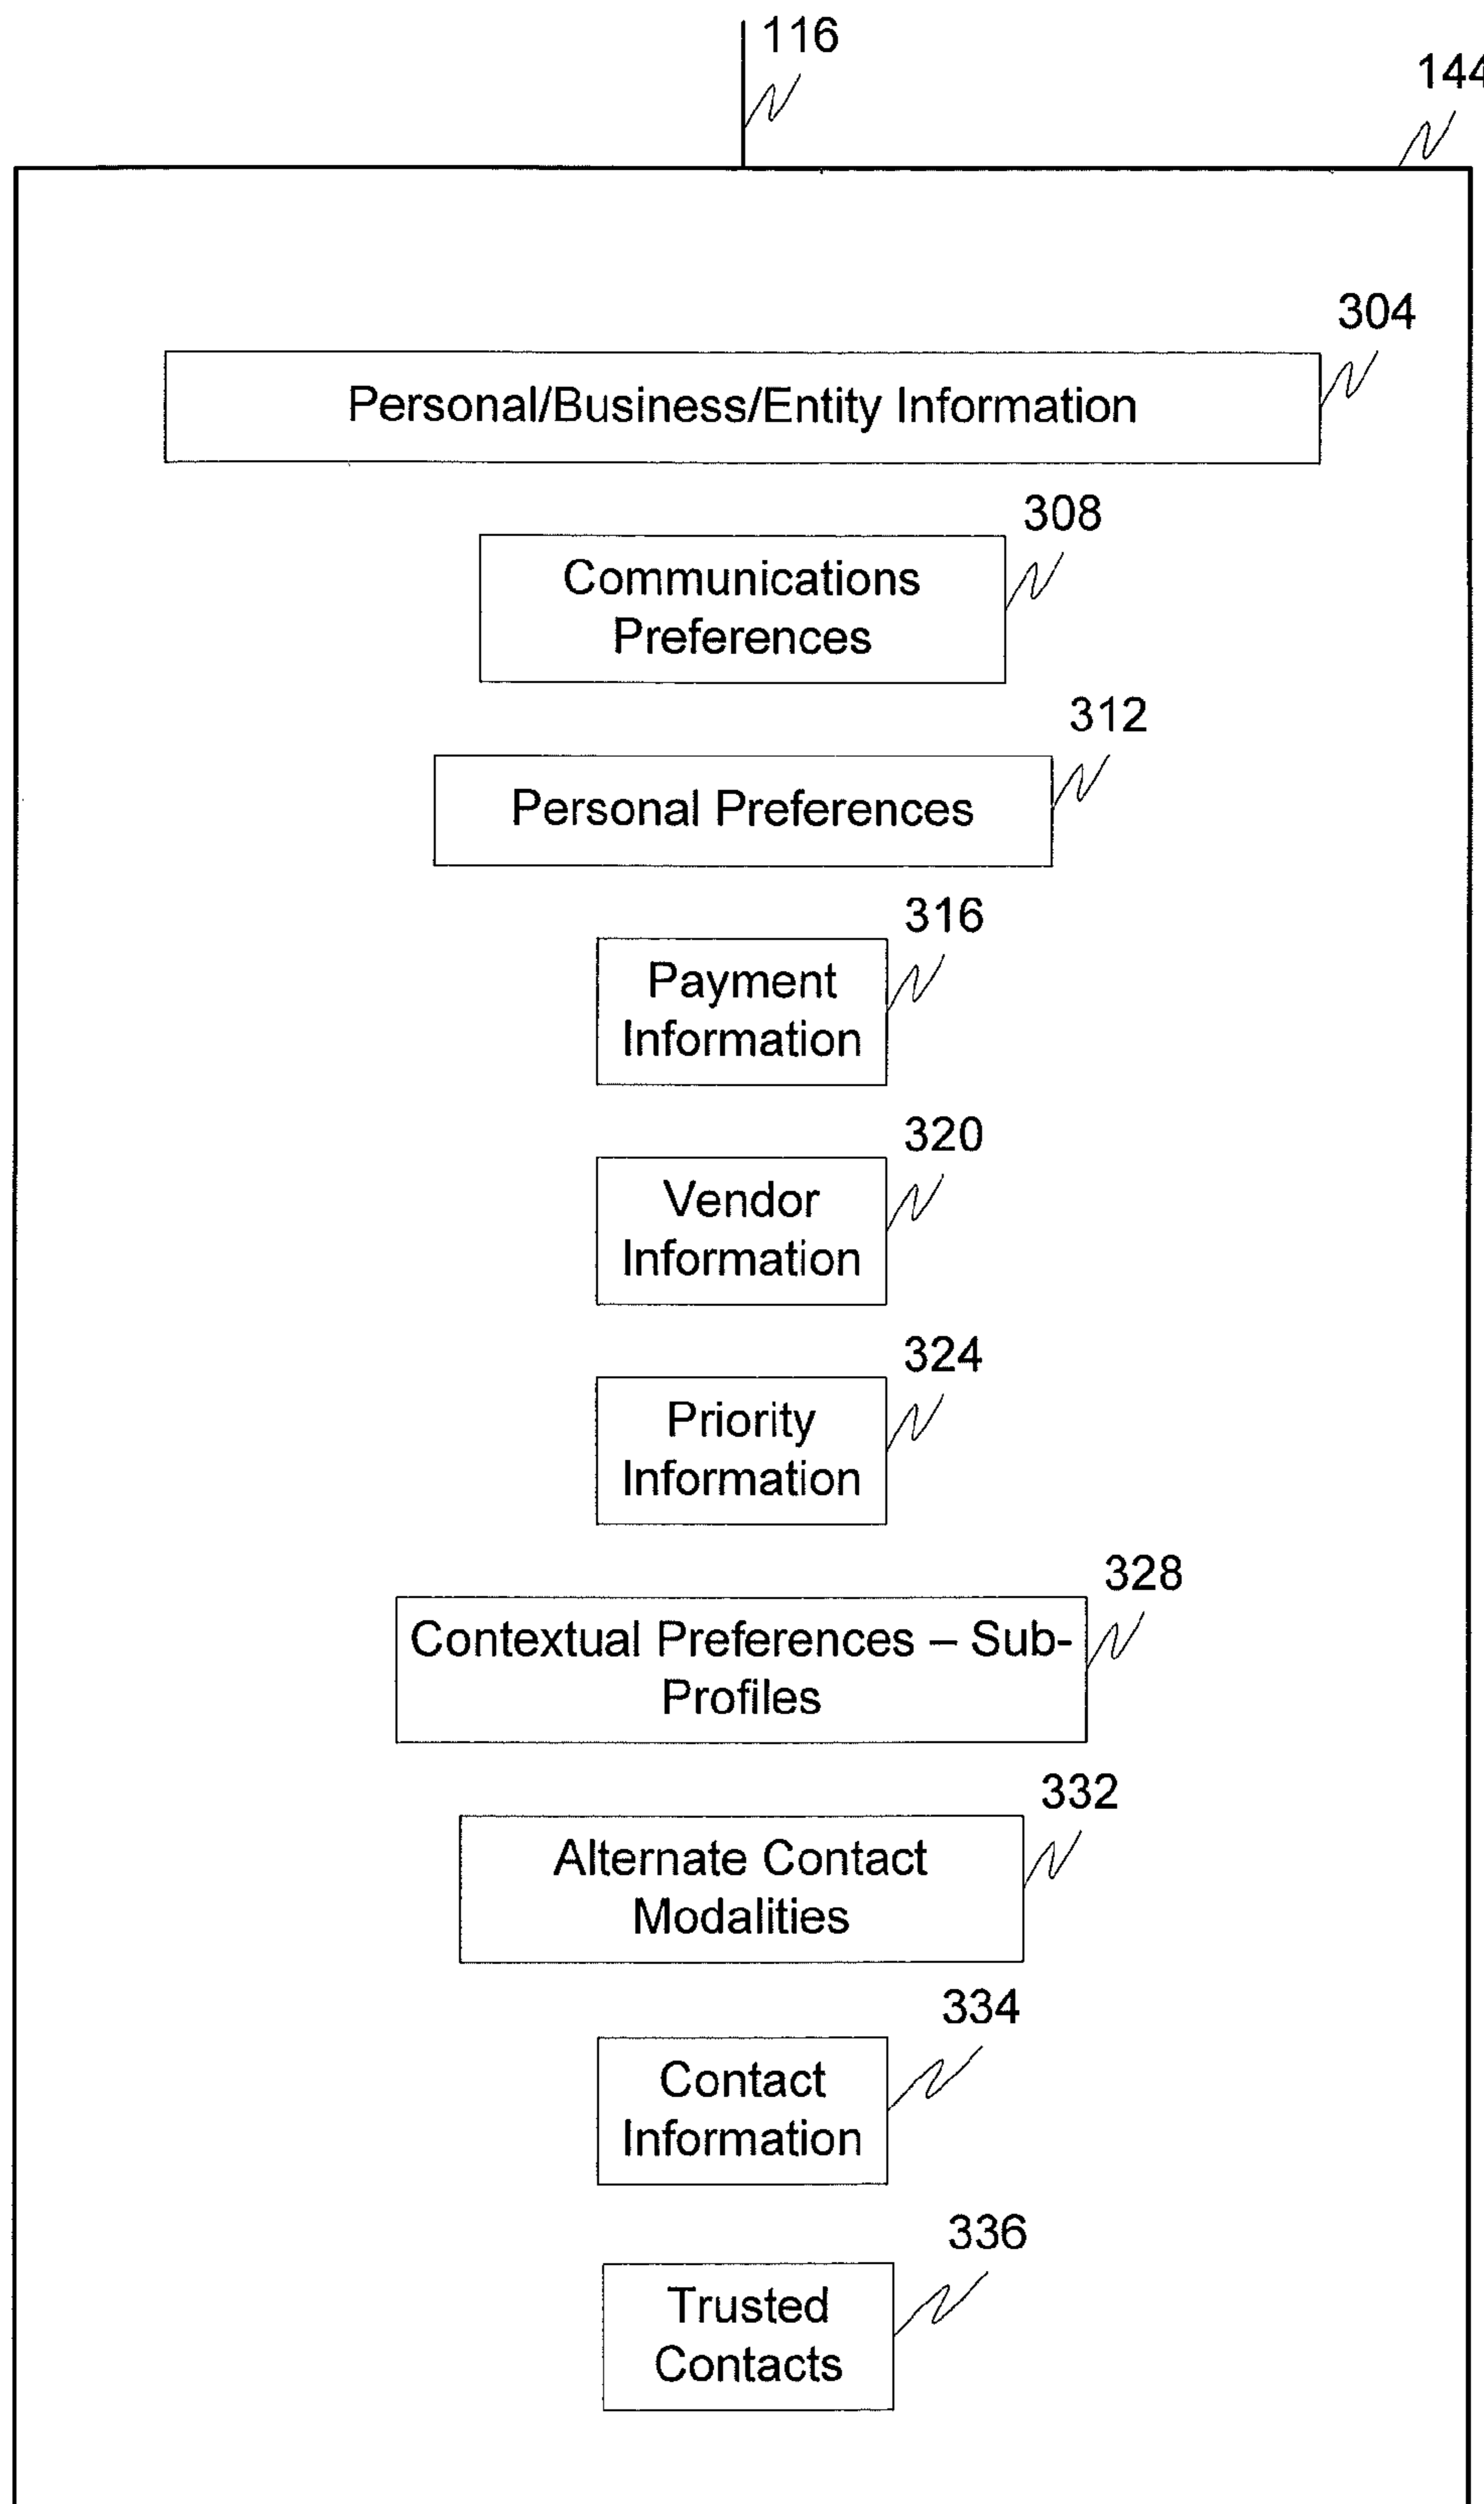 116
144
304
Personal/Business/Entity Information
308
Communications
Preferences
312
Personal Preferences
316
Payment
Information
320
Vendor
Information
324
Priority
Information
328
Contextual Preferences – Sub-
Profiles
332
Alternate Contact
Modalities
334
Contact
Information
336
Trusted
Contacts